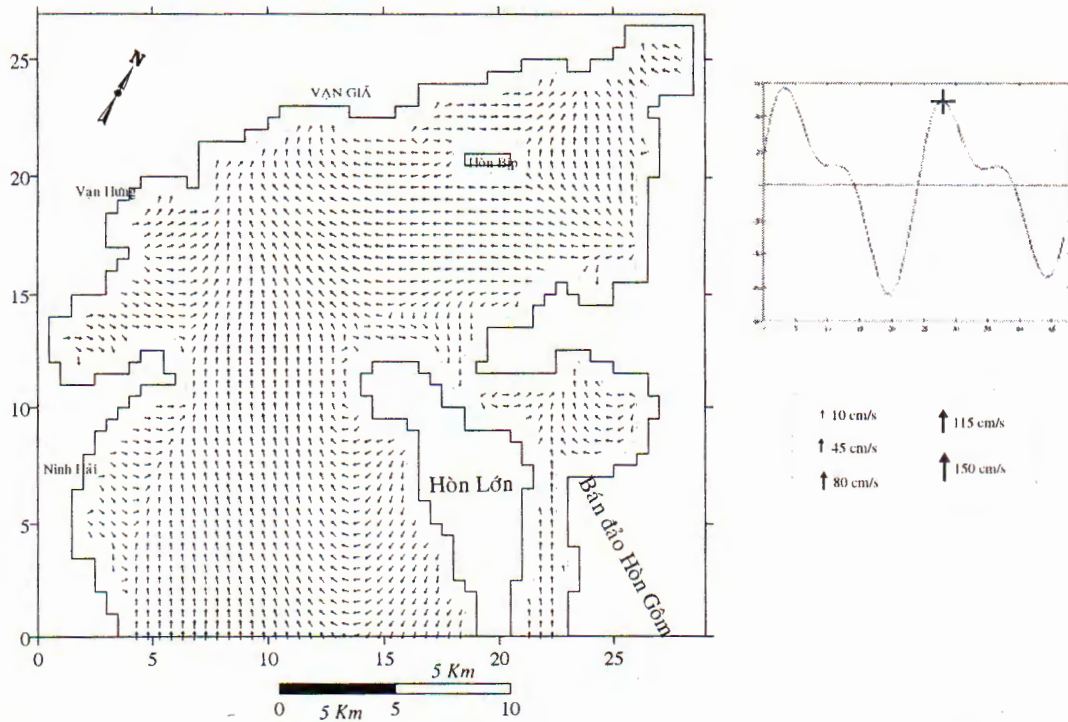 N
VẠN GIÃ
Hòn Bịp
Vạn Hưng
Ninh Hải
Hòn Lớn
Bán đảo Hòn Gốm
25
20
15
10
5
0
0 5 10 15 20 25
5 Km
0 5 10
5 Km
10 cm/s
45 cm/s
80 cm/s
115 cm/s
150 cm/s